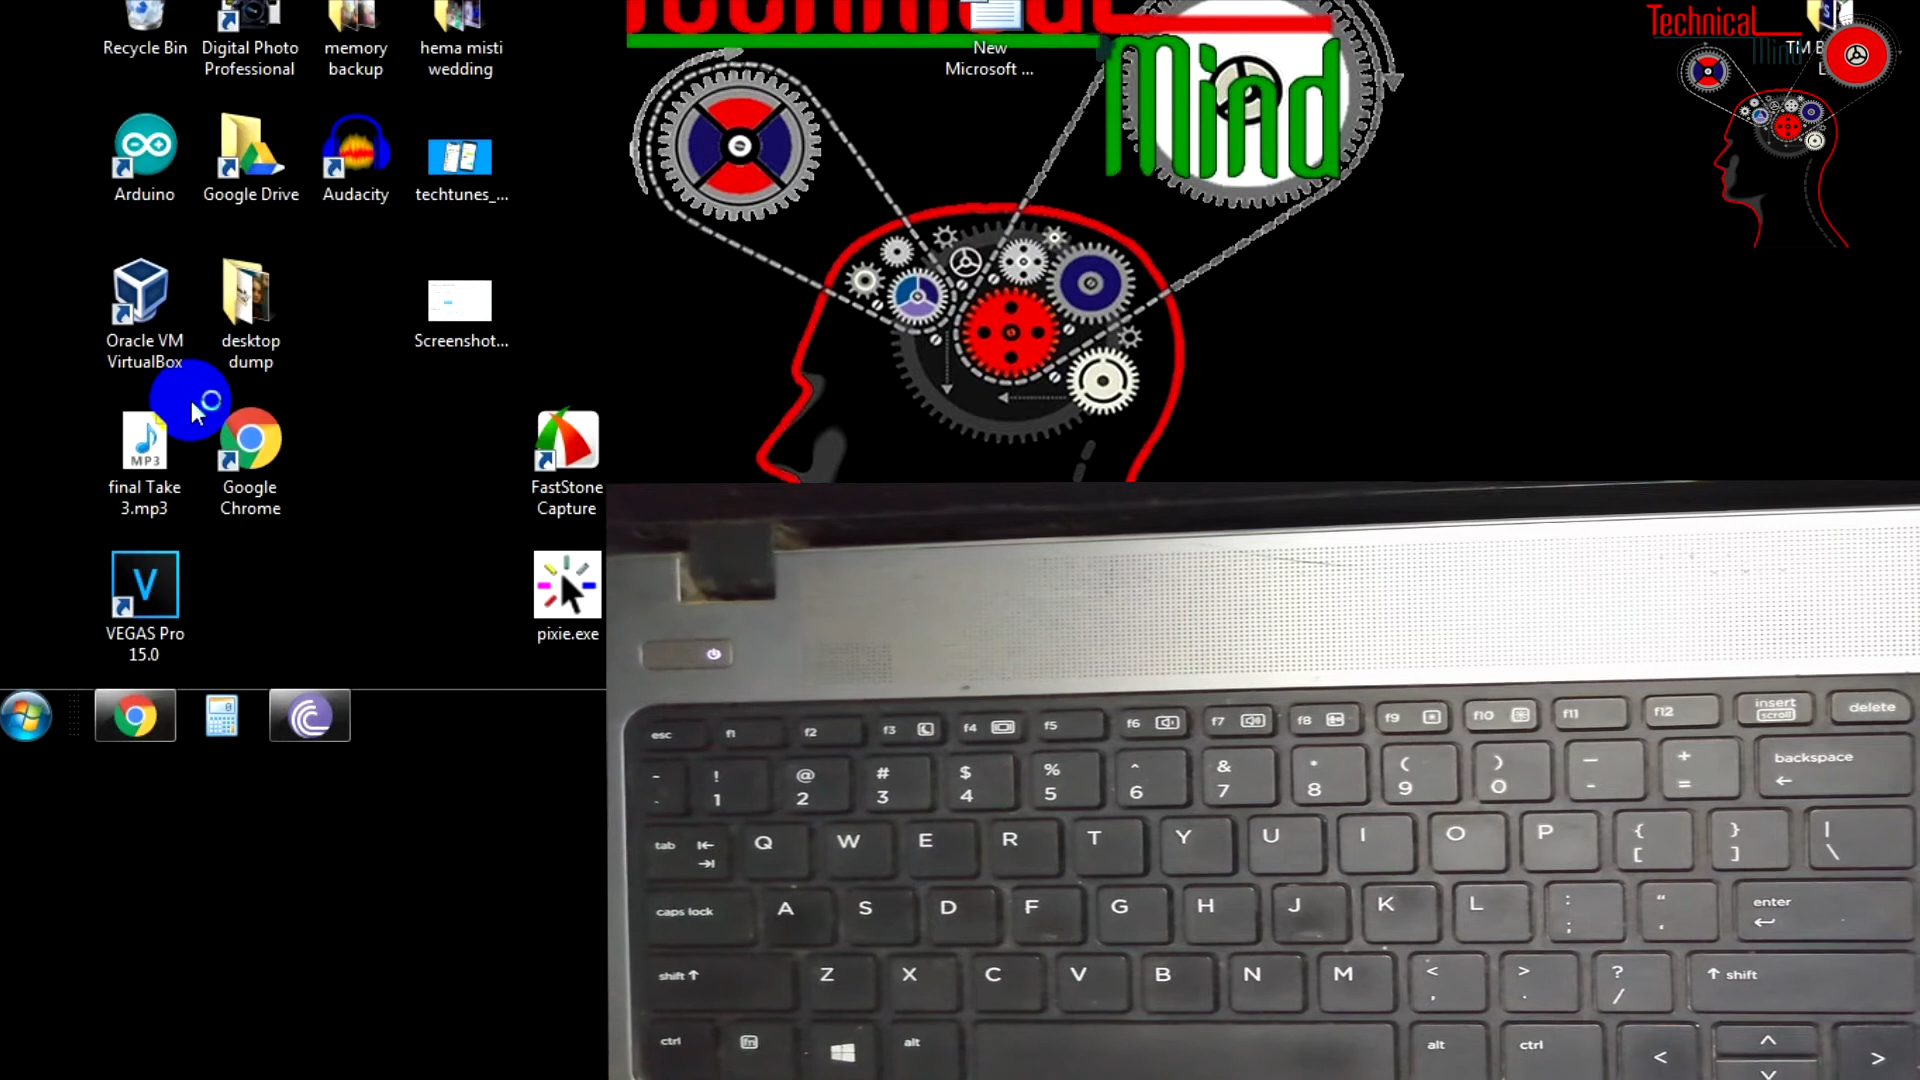 Technical
Mind
Recycle Bin
Digital Photo
Professional
memory
backup
hema misti
wedding
New
Microsoft ...
Technical
Mind
TM B
L
Arduino
Google Drive
Audacity
techtunes_...
Oracle VM
VirtualBox
desktop
dump
Screenshot...
MP3
final Take
3.mp3
Google
Chrome
FastStone
Capture
V
VEGAS Pro
15.0
pixie.exe
esc f1 f2 f3 f4 f5 f6 f7 f8 f9 f10 f11 f12 insert delete
scroll
! @ # $ % ^ & * ( ) — + backspace
1 2 3 4 5 6 7 8 9 0 - =
tab Q W E R T Y U I O P { } |
[ ] \
caps lock A S D F G H J K L : " enter
;
shift Z X C V B N M < > ? shift
, . /
ctrl fn alt alt ctrl